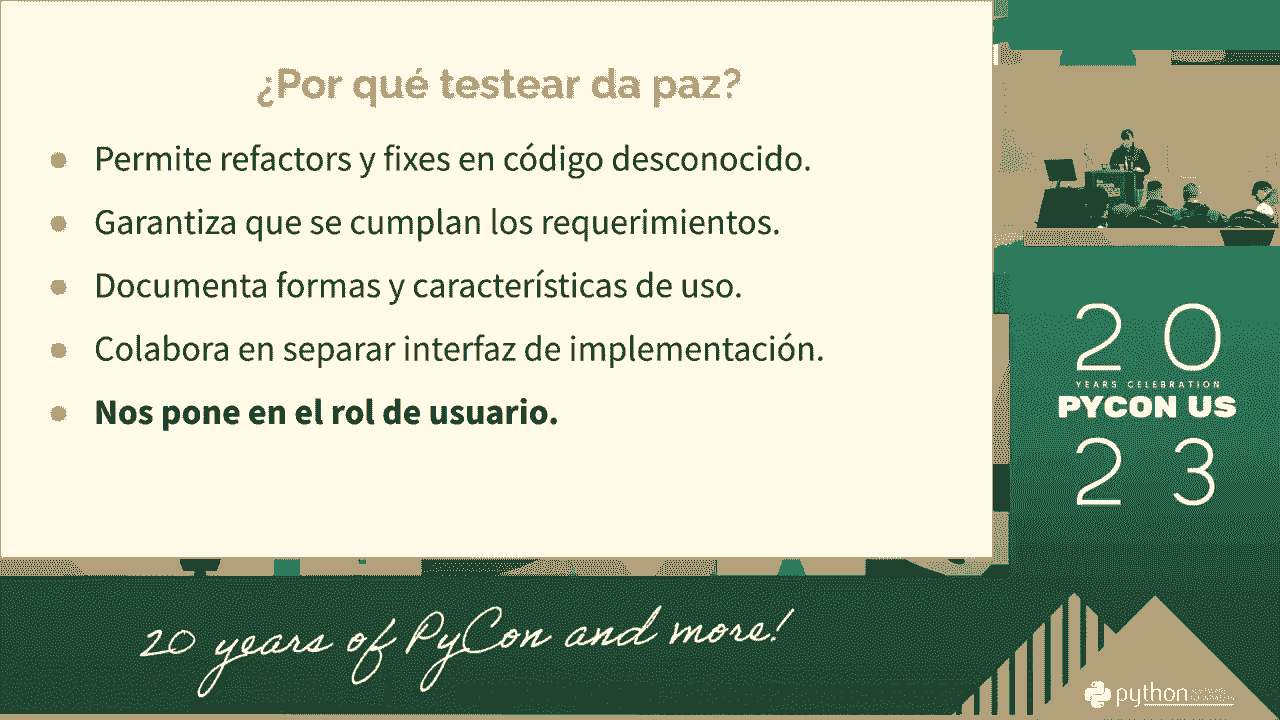 ¿Por qué testear da paz?
Permite refactors y fixes en código desconocido.
Garantiza que se cumplan los requerimientos.
Documenta formas y características de uso.
Colabora en separar interfaz de implementación.
Nos pone en el rol de usuario.
20
YEARS CELEBRATION
PYCON US
23
20 years of PyCon and more!
python